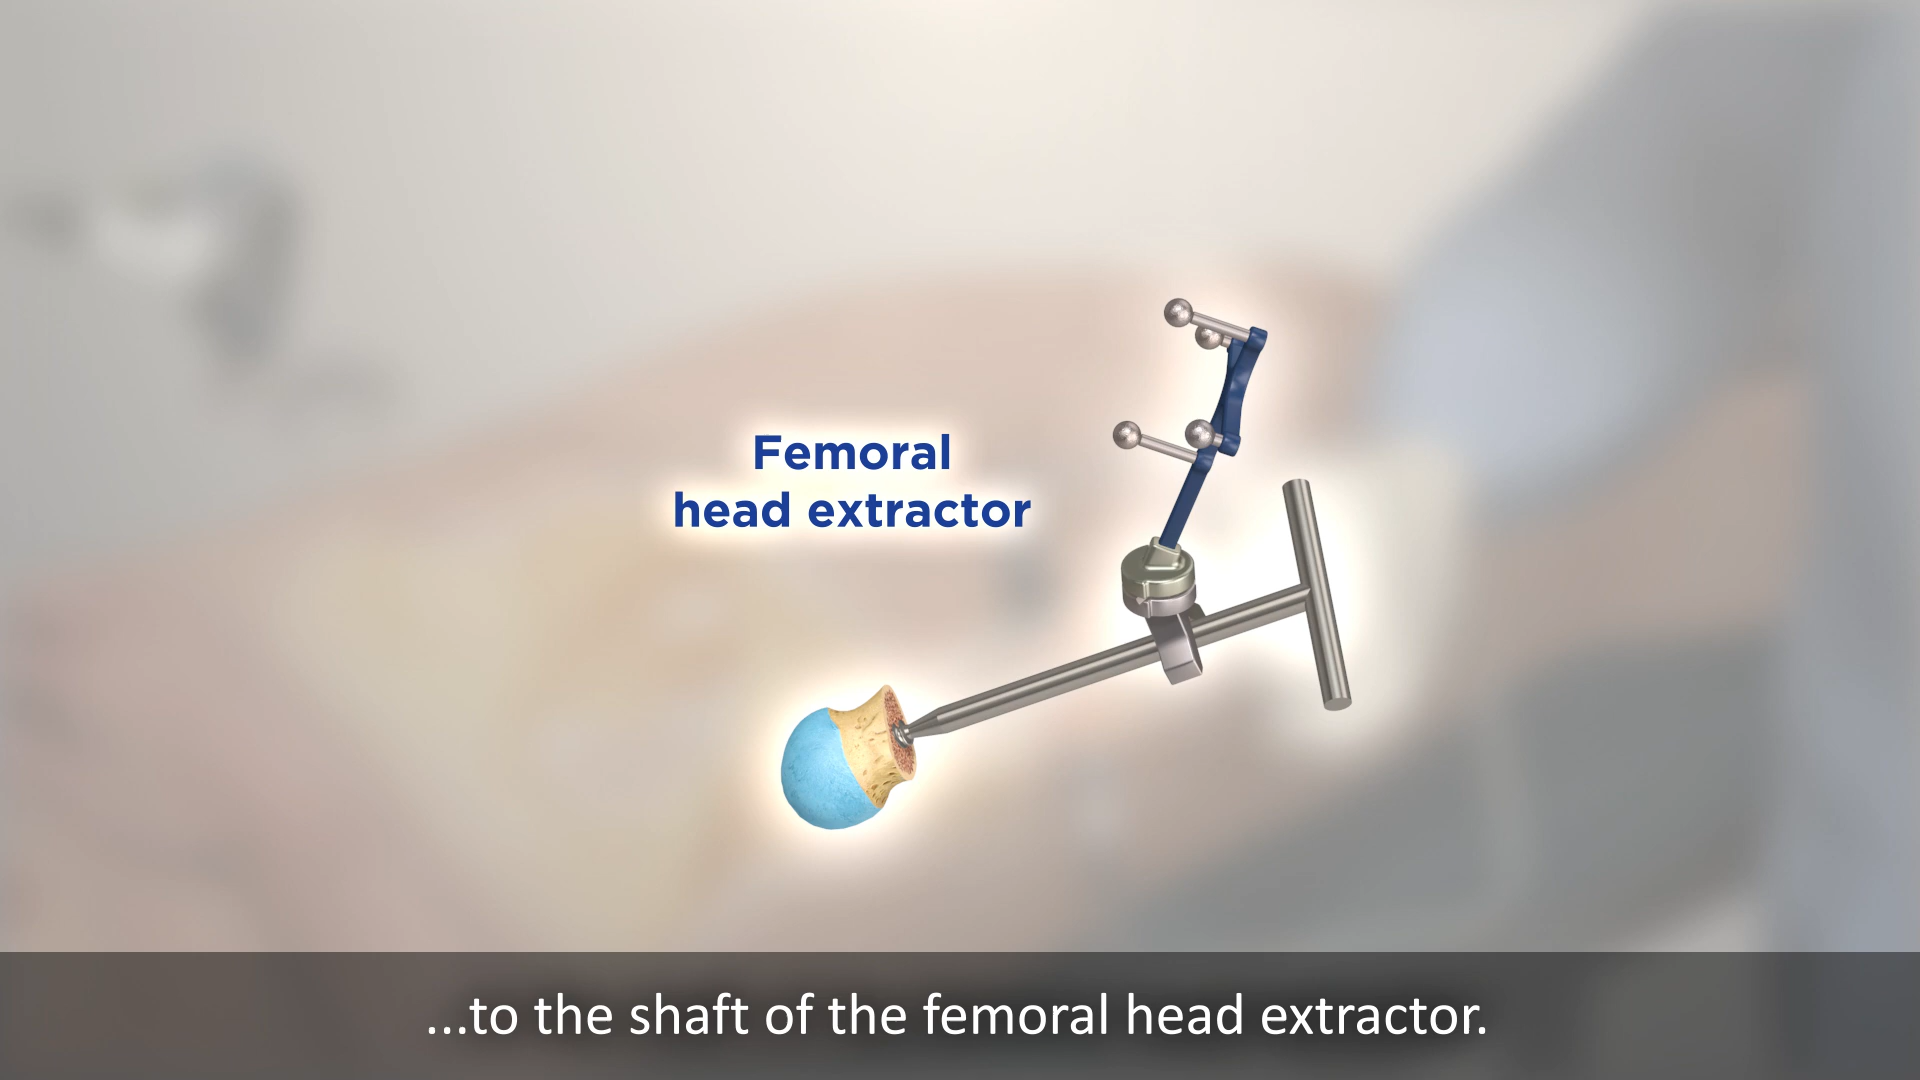 Femoral
head extractor
...to the shaft of the femoral head extractor.